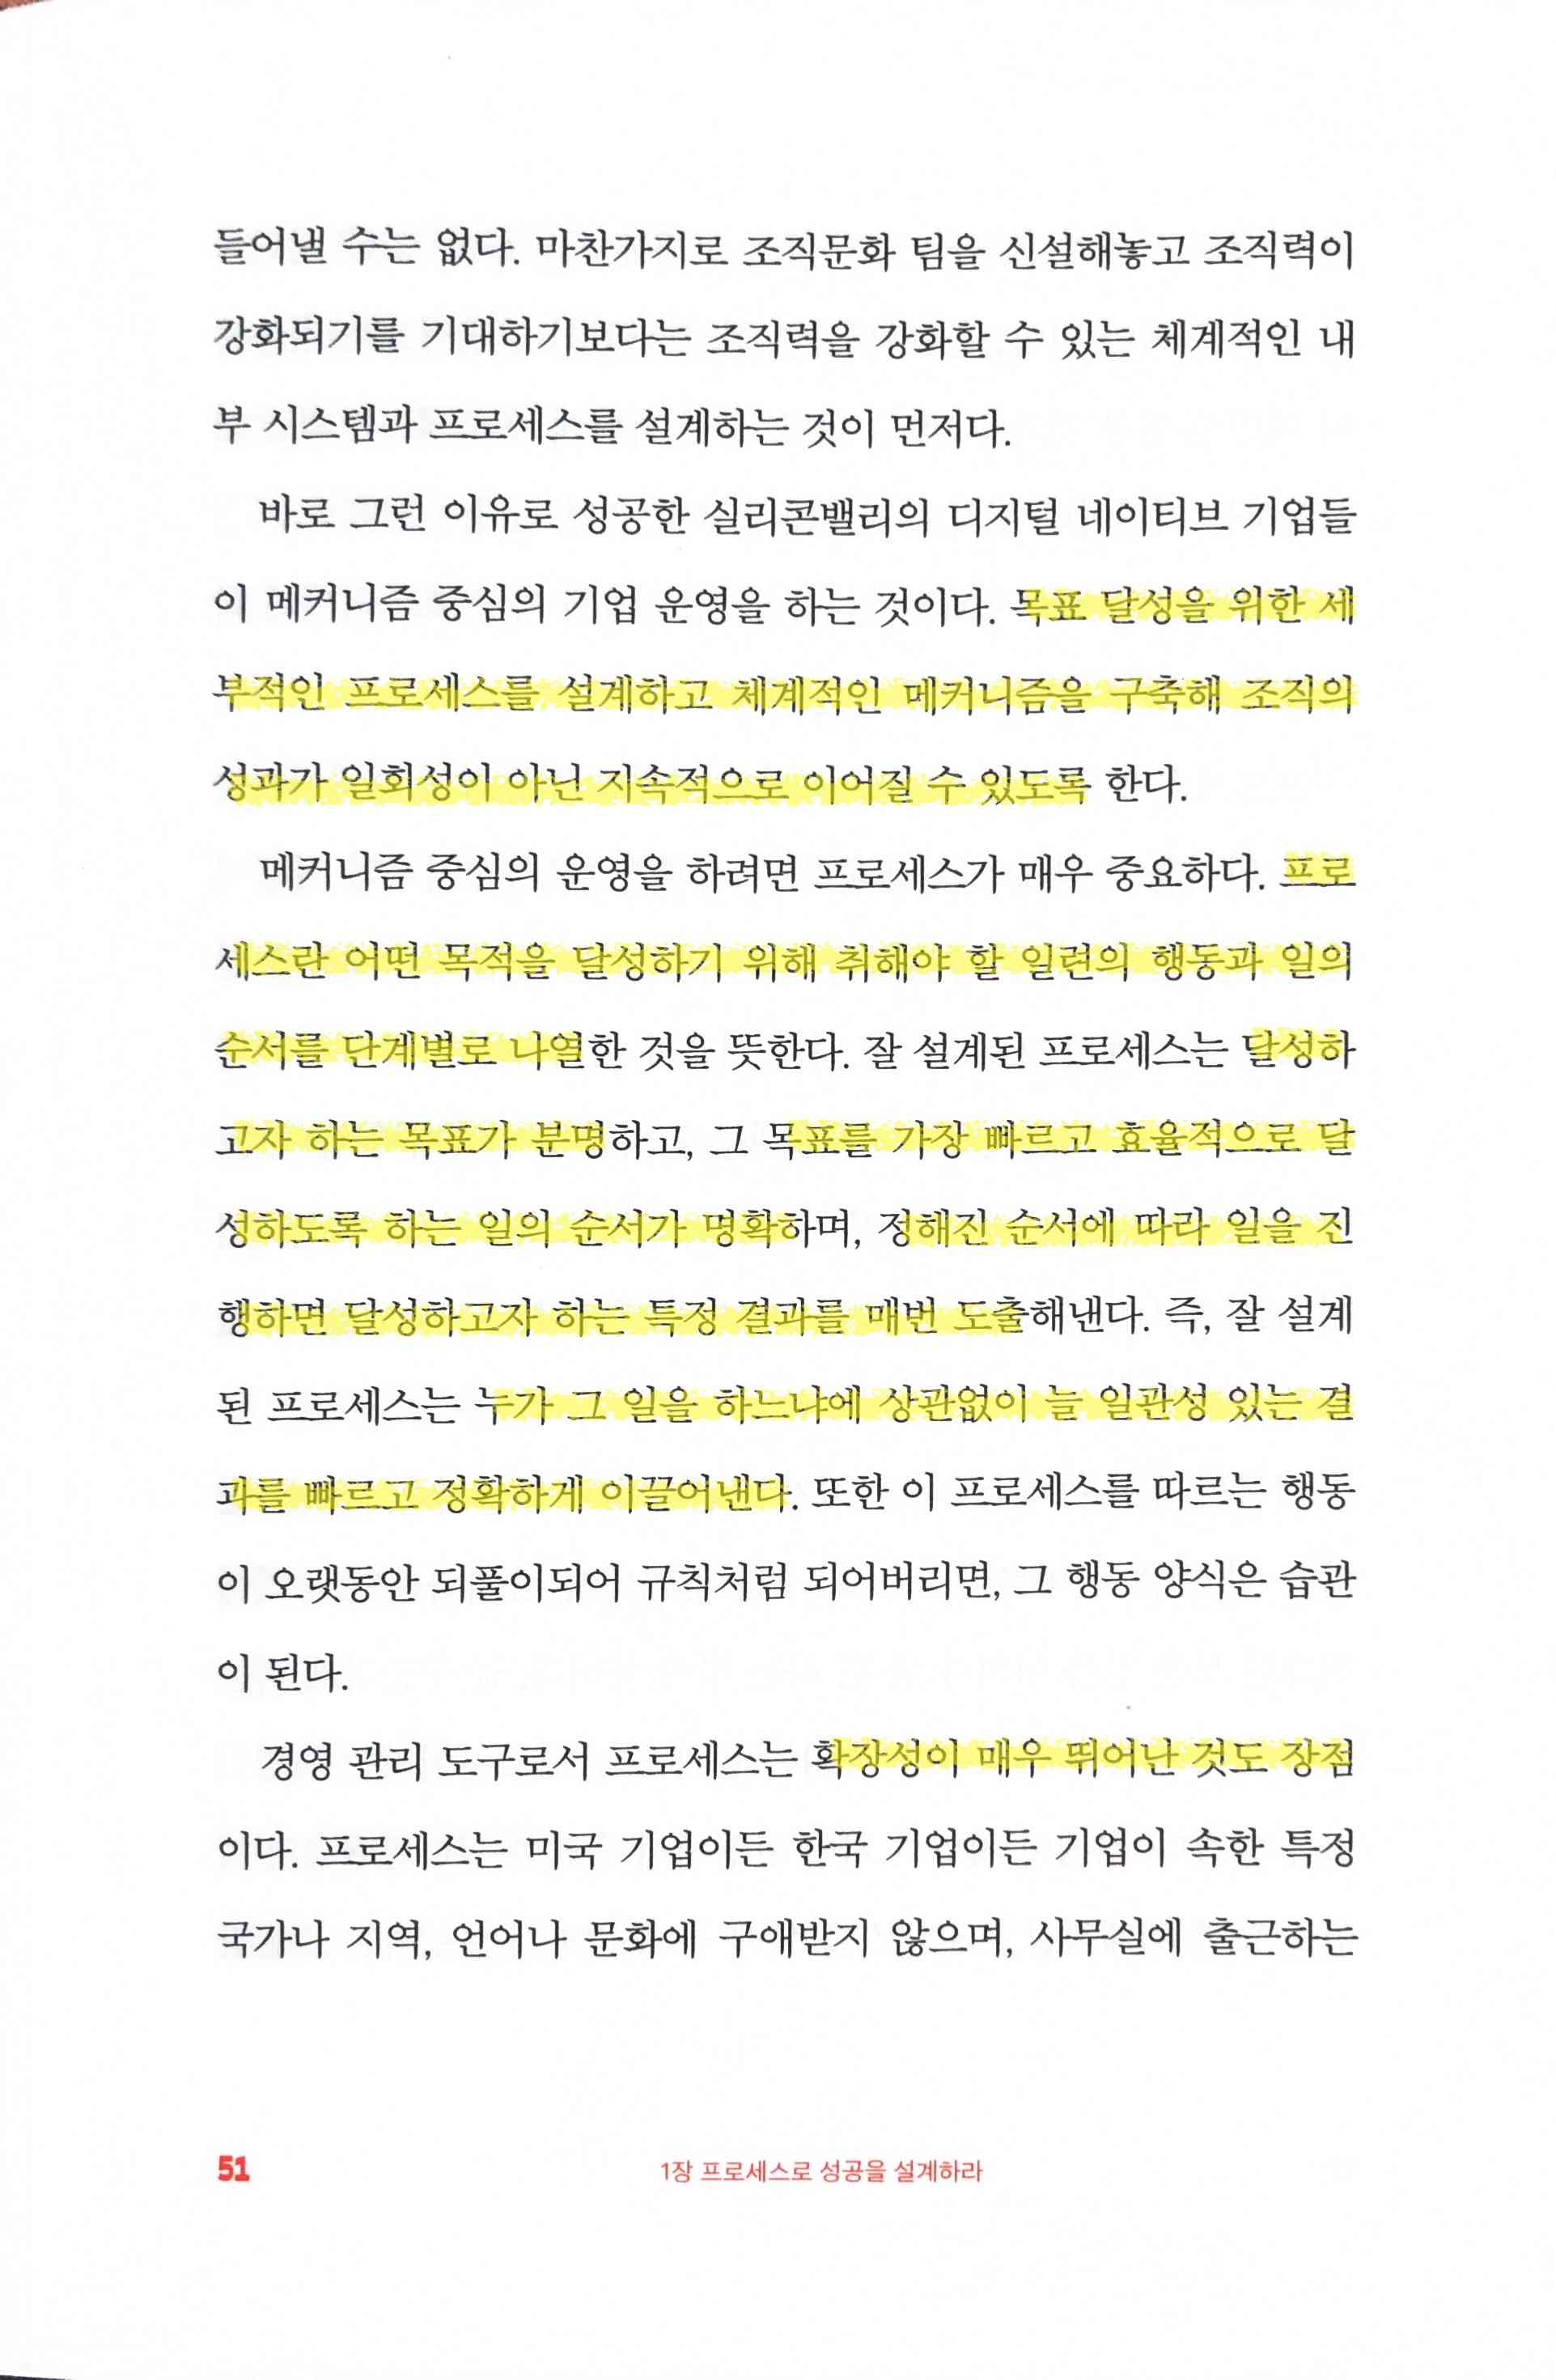 들어낼 수는 없다. 마찬가지로 조직문화 팀을 신설해놓고 조직력이
강화되기를 기대하기보다는 조직력을 강화할 수 있는 체계적인 내
부 시스템과 프로세스를 설계하는 것이 먼저다.
바로 그런 이유로 성공한 실리콘밸리의 디지털 네이티브 기업들
이 메커니즘 중심의 기업 운영을 하는 것이다. 목표 달성을 위한 세
부적인 프로세스를 설계하고 체계적인 메커니즘을 구축해 조직의
성과가 일회성이 아닌 지속적으로 이어질 수 있도록 한다.
메커니즘 중심의 운영을 하려면 프로세스가 매우 중요하다. 프로
세스란 어떤 목적을 달성하기 위해 취해야 할 일련의 행동과 일의
순서를 단계별로 나열한 것을 뜻한다. 잘 설계된 프로세스는 달성하
고자 하는 목표가 분명하고, 그 목표를 가장 빠르고 효율적으로 달
성하도록 하는 일의 순서가 명확하며, 정해진 순서에 따라 일을 진
행하면 달성하고자 하는 특정 결과를 매번 도출해낸다. 즉, 잘 설계
된 프로세스는 누가 그 일을 하느냐에 상관없이 늘 일관성 있는 결
과를 빠르고 정확하게 이끌어낸다. 또한 이 프로세스를 따르는 행동
이 오랫동안 되풀이되어 규칙처럼 되어버리면, 그 행동 양식은 습관
이 된다.
경영 관리 도구로서 프로세스는 확장성이 매우 뛰어난 것도 장점
이다. 프로세스는 미국 기업이든 한국 기업이든 기업이 속한 특정
국가나 지역, 언어나 문화에 구애받지 않으며, 사무실에 출근하는
51
1장 프로세스로 성공을 설계하라